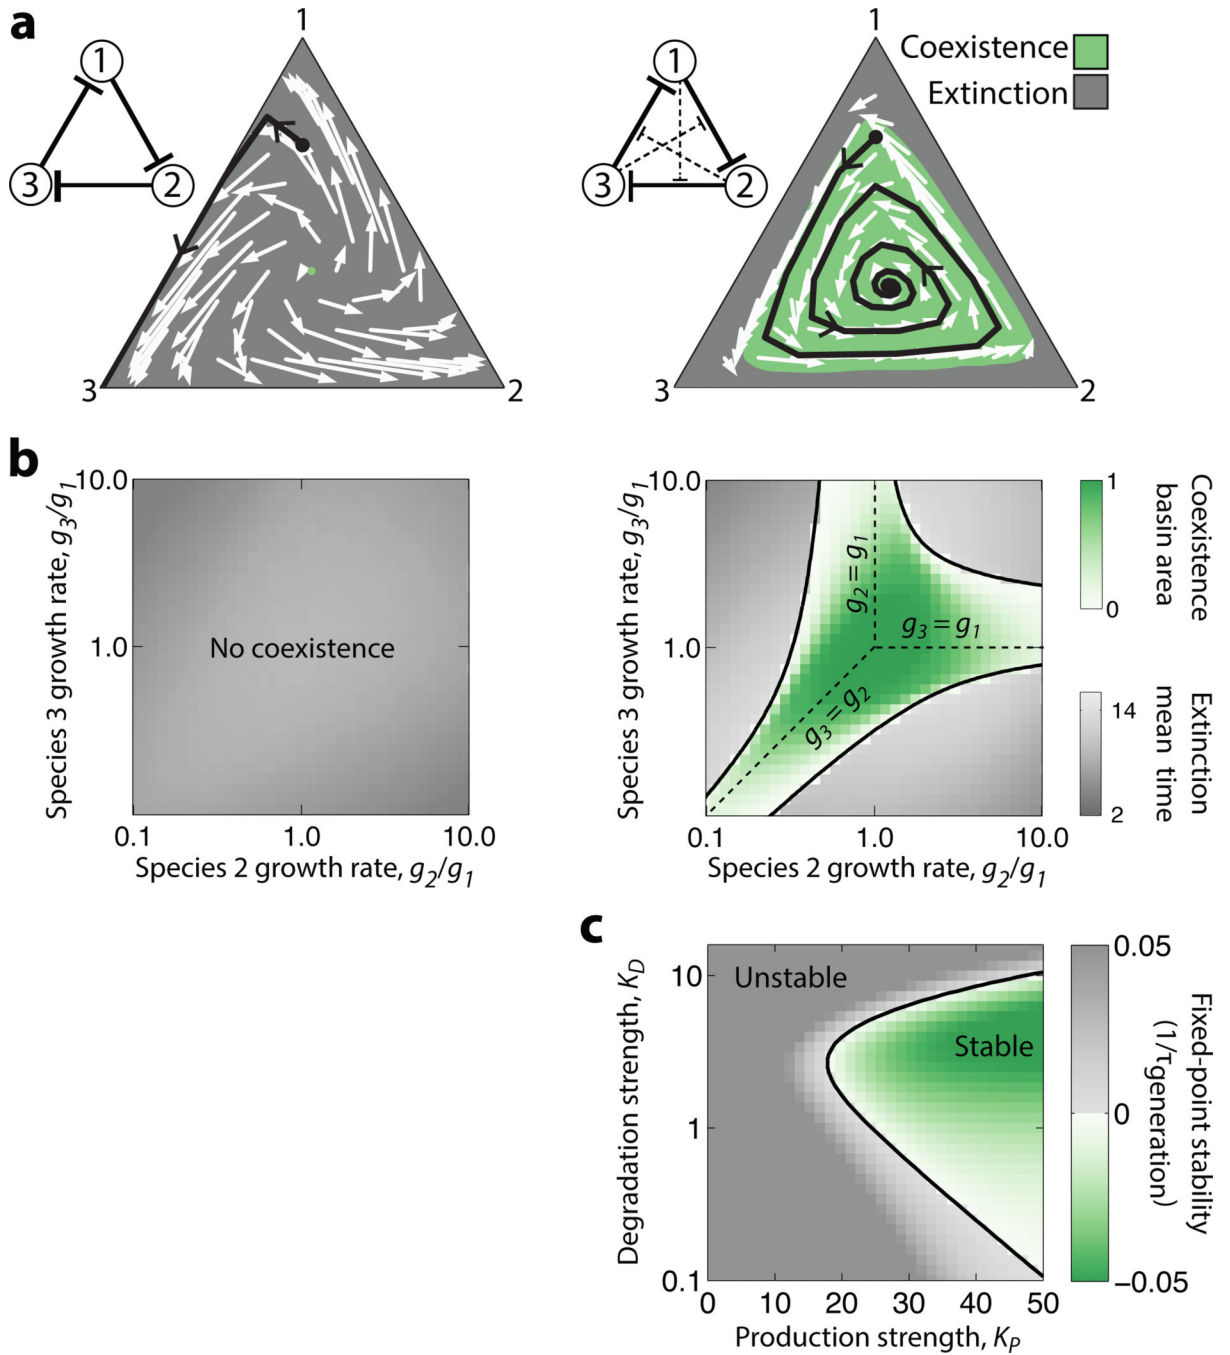 a
1
2
3
1
3
2
1
2
3
1
3
2
Coexistence
Extinction
b
Species 3 growth rate, g3/g1
10.0
1.0
No coexistence
0.1
1.0
10.0
Species 2 growth rate, g2/g1
Species 3 growth rate, g3/g1
10.0
1.0
g2 = g1
g3 = g1
g3 = g2
0.1
1.0
10.0
Species 2 growth rate, g2/g1
1
0
Coexistence
basin area
14
2
Extinction
mean time
c
Degradation strength, KD
10
1
0.1
Unstable
Stable
0
10
20
30
40
50
Production strength, KP
0.05
0
−0.05
Fixed-point stability
(1/τgeneration)